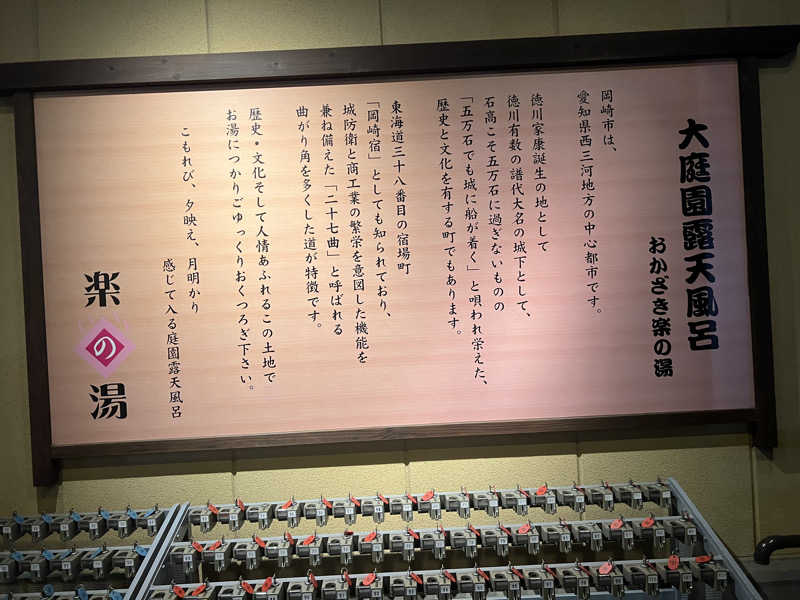 大庭園露天風呂
おかざき楽の湯
岡崎市は、
愛知県西三河地方の中心都市です。
徳川家康誕生の地として
徳川有数の譜代大名の城下として、
石高こそ五万石に過ぎないものの
「五万石でも城に船が着く」と唄われ栄えた、
歴史と文化を有する町でもあります。
東海道三十八番目の宿場町
「岡崎宿」としても知られており、
城防衛と商工業の繁栄を意図した機能を
兼ね備えた「二十七曲」と呼ばれる
曲がり角を多くした道が特徴です。
歴史・文化そして人情あふれるこの土地で
お湯につかりごゆっくりおくつろぎ下さい。
こもれび、夕映え、月明かり
感じて入る庭園露天風呂
楽の湯